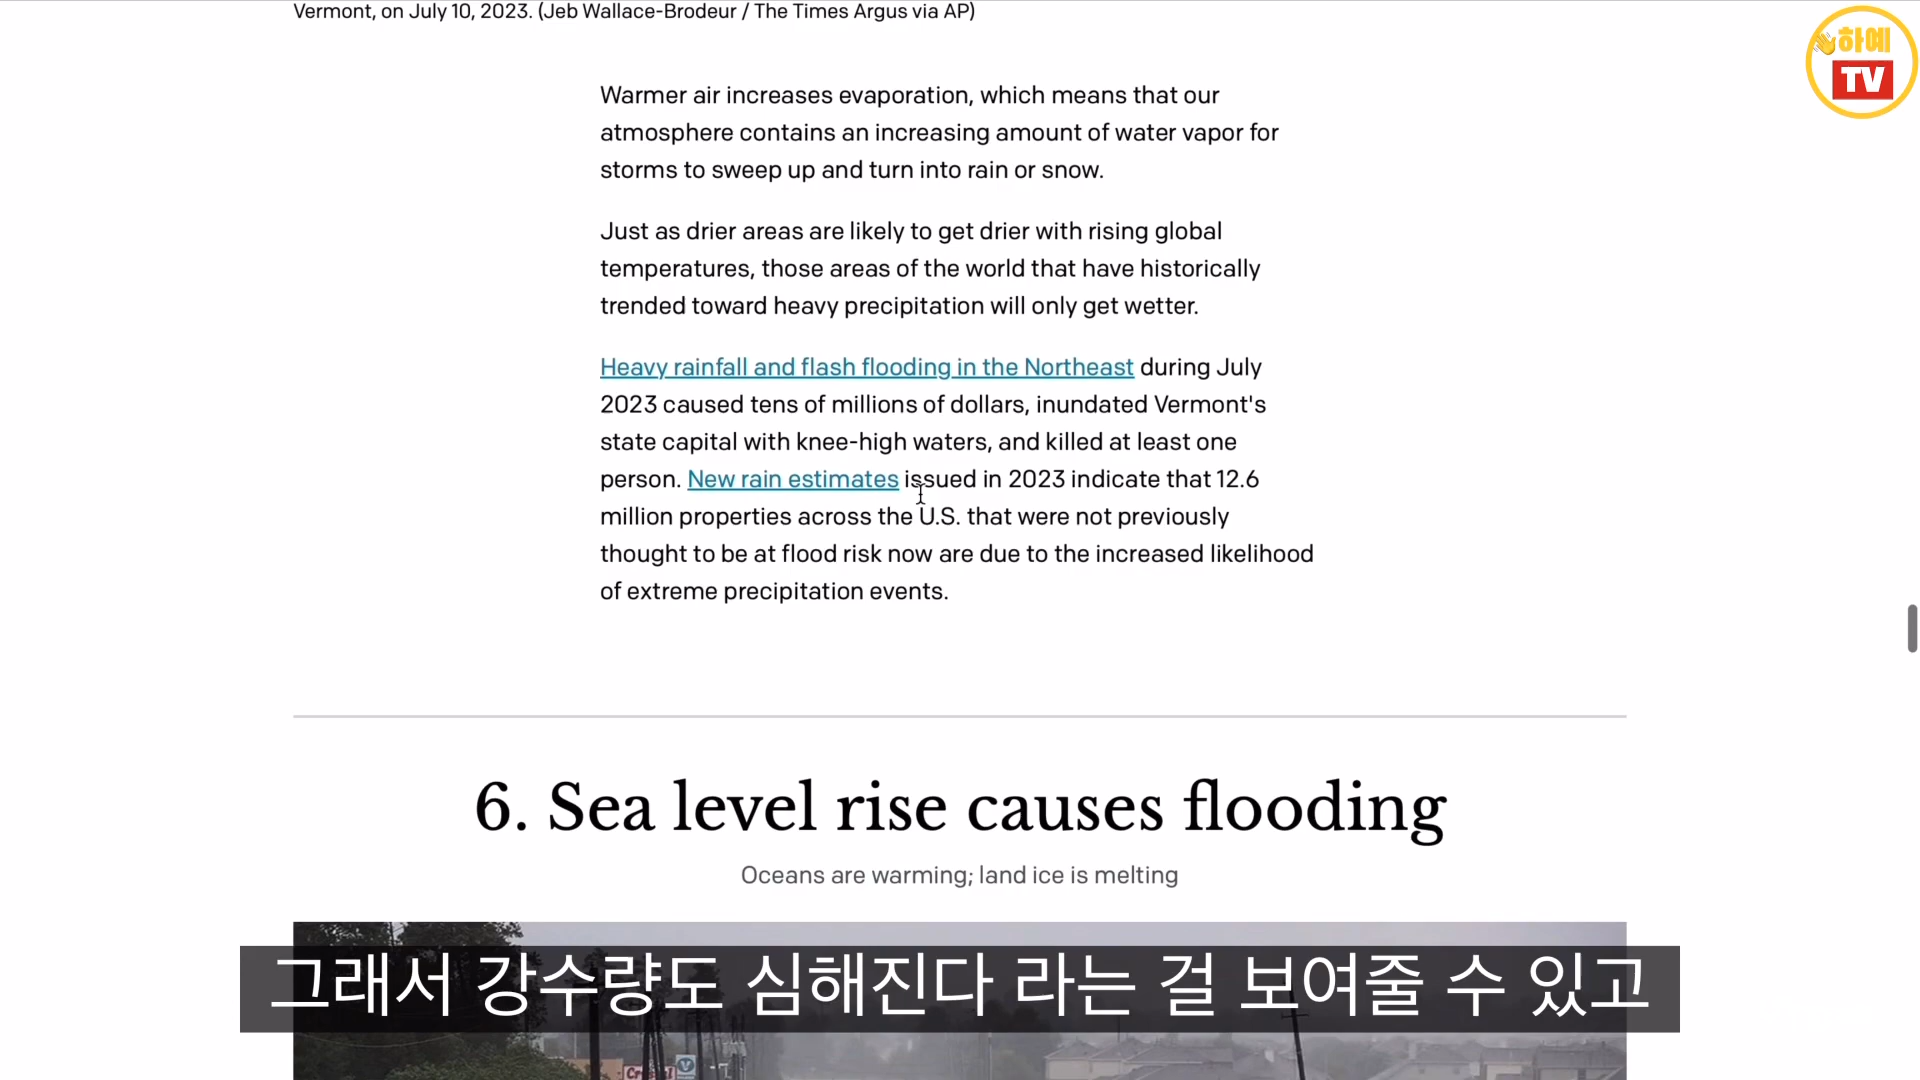 Vermont, on July 10, 2023. (Jeb Wallace-Brodeur / The Times Argus via AP)
하예
TV
Warmer air increases evaporation, which means that our
atmosphere contains an increasing amount of water vapor for
storms to sweep up and turn into rain or snow.
Just as drier areas are likely to get drier with rising global
temperatures, those areas of the world that have historically
trended toward heavy precipitation will only get wetter.
Heavy rainfall and flash flooding in the Northeast during July
2023 caused tens of millions of dollars, inundated Vermont's
state capital with knee-high waters, and killed at least one
person. New rain estimates issued in 2023 indicate that 12.6
million properties across the U.S. that were not previously
thought to be at flood risk now are due to the increased likelihood
of extreme precipitation events.
6. Sea level rise causes flooding
Oceans are warming; land ice is melting
그래서 강수량도 심해진다 라는 걸 보여줄 수 있고